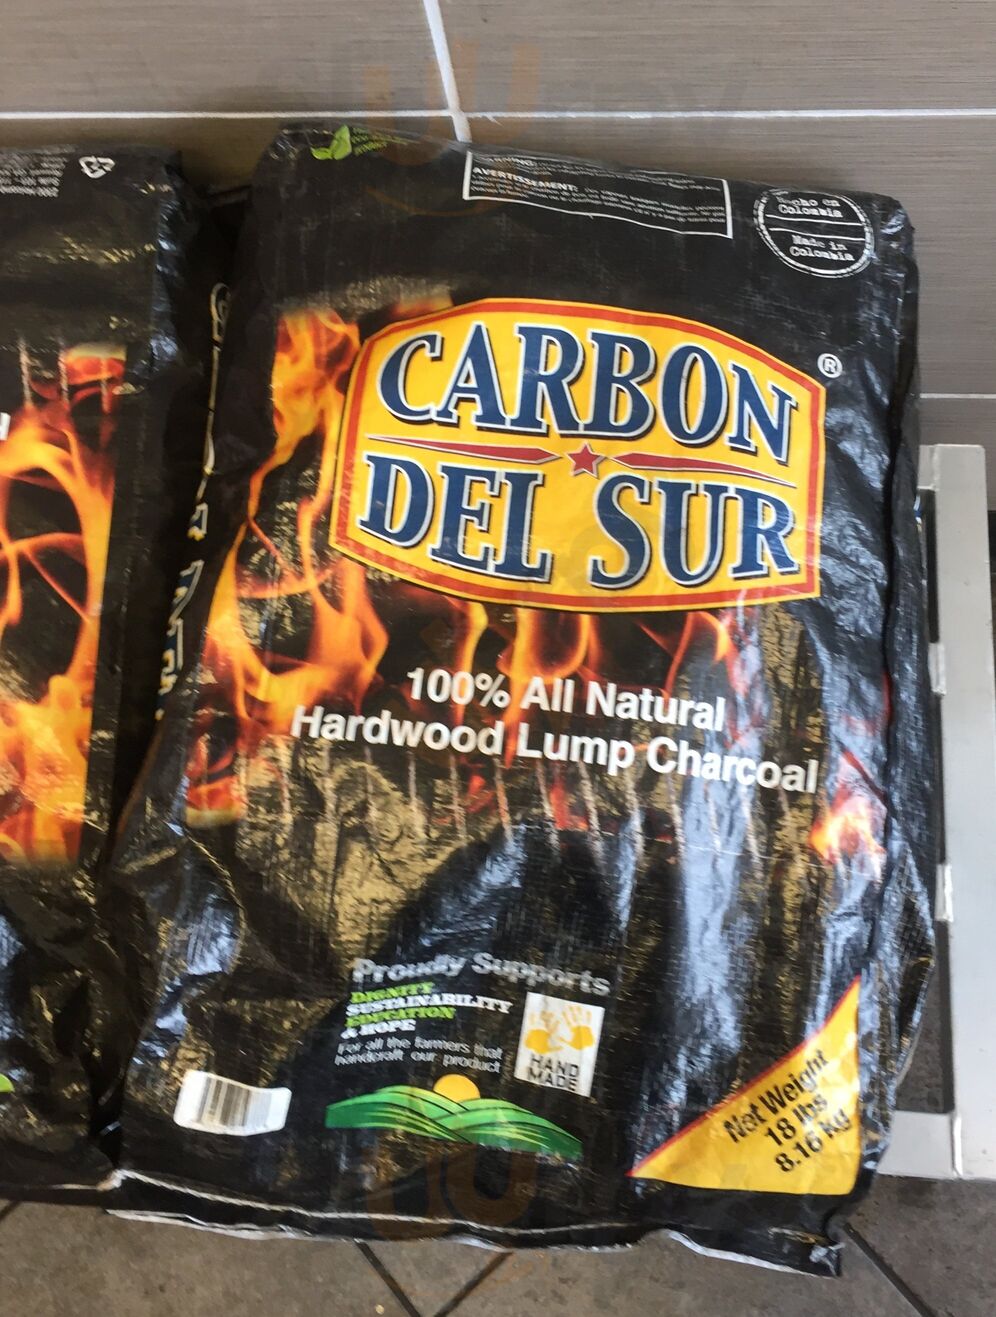 AVERTISSEMENT:
Hecho en
Colombia
Made in
Colombia
CARBON
DEL SUR
®
100% All Natural
Hardwood Lump Charcoal
Proudly Supports
DIGNITY
SUSTAINABILITY
EDUCATION
& HOPE
For all the farmers that
handcraft our product
HAND
MADE
Net Weight
18 lbs
8.16 kg